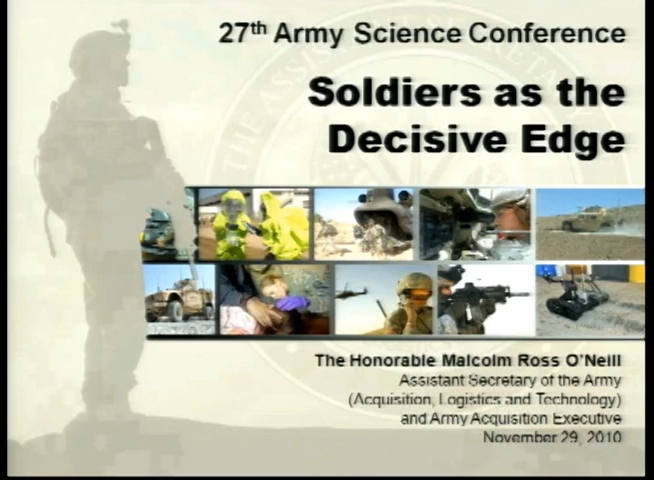 27th Army Science Conference
Soldiers as the
Decisive Edge
The Honorable Malcolm Ross O'Neill
Assistant Secretary of the Army
(Acquisition, Logistics and Technology)
and Army Acquisition Executive
November 29, 2010